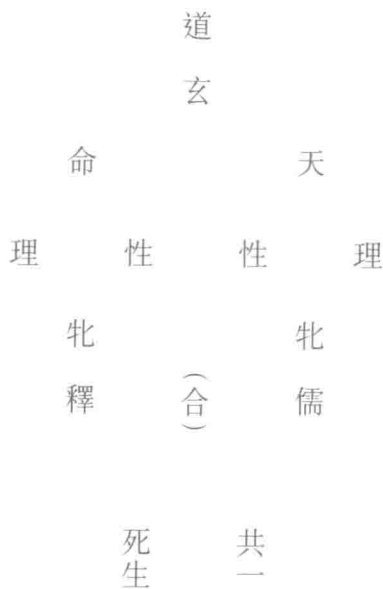 道
玄
天 命
理 性 性 理
牝 牝
儒 (合) 釋
共一
死生